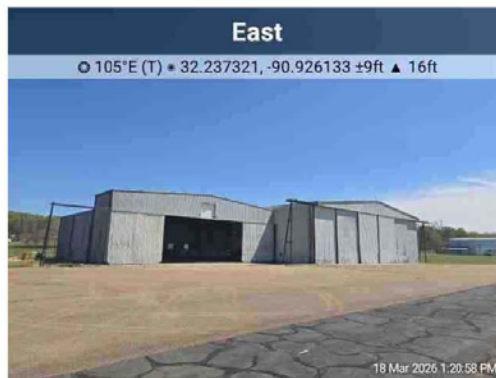 East
105°E (T) ● 32.237321, -90.926133 ±9ft ▲ 16ft
18 Mar 2026 1:20:58 PM